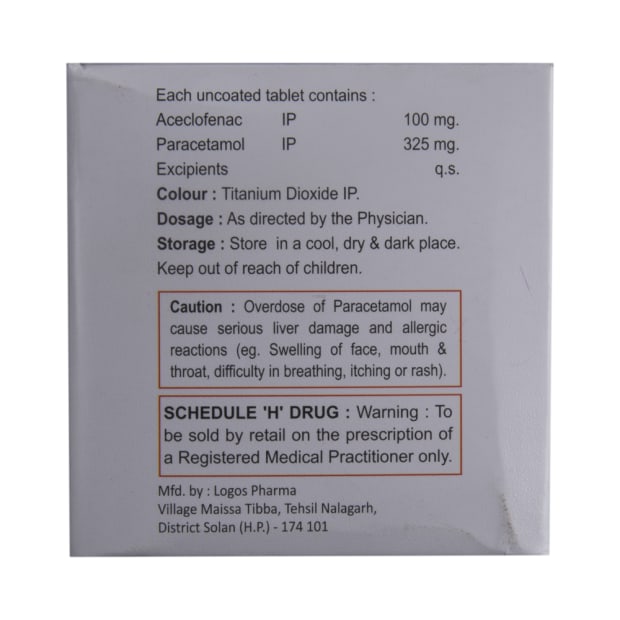 Each uncoated tablet contains :
Aceclofenac IP 100 mg.
Paracetamol IP 325 mg.
Excipients q.s.
Colour : Titanium Dioxide IP.
Dosage : As directed by the Physician.
Storage : Store in a cool, dry & dark place.
Keep out of reach of children.
Caution : Overdose of Paracetamol may
cause serious liver damage and allergic
reactions (eg. Swelling of face, mouth &
throat, difficulty in breathing, itching or rash).
SCHEDULE 'H' DRUG : Warning : To
be sold by retail on the prescription of
a Registered Medical Practitioner only.
Mfd. by : Logos Pharma
Village Maissa Tibba, Tehsil Nalagarh,
District Solan (H.P.) - 174 101